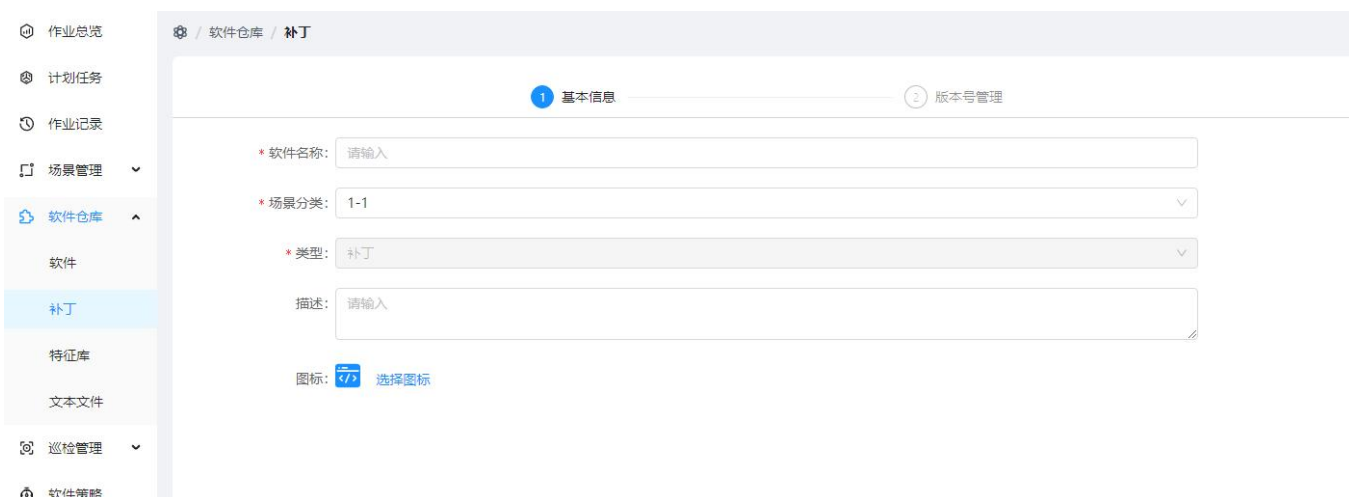 作业总览
计划任务
作业记录
场景管理
软件仓库
软件
补丁
特征库
文本文件
巡检管理
软件策略
/ 软件仓库 / 补丁
1 基本信息
2 版本号管理
* 软件名称: 请输入
* 场景分类: 1-1
* 类型: 补丁
描述: 请输入
图标: 选择图标